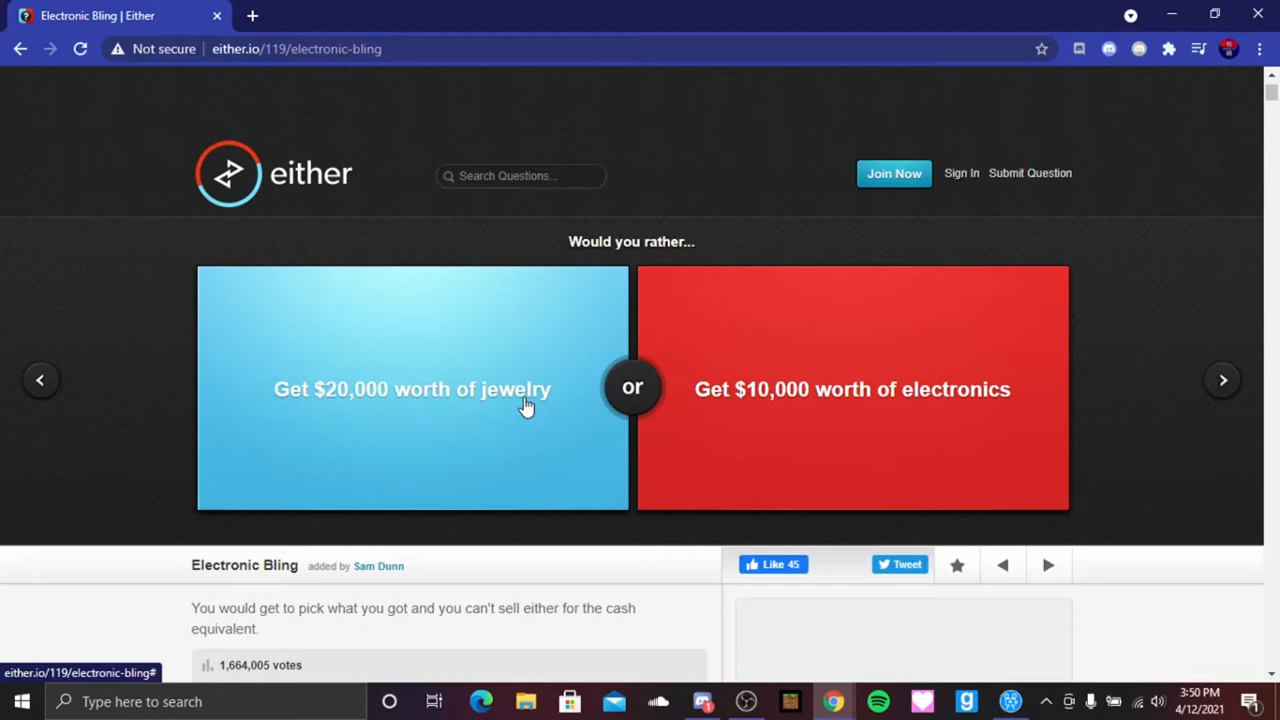 Electronic Bling | Either
Not secure | either.io/119/electronic-bling
either
Search Questions...
Join Now
Sign In
Submit Question
Would you rather...
Get $20,000 worth of jewelry
or
Get $10,000 worth of electronics
Electronic Bling added by Sam Dunn
Like 45
Tweet
You would get to pick what you got and you can't sell either for the cash
equivalent.
1,664,005 votes
either.io/119/electronic-bling#
Type here to search
3:50 PM
4/12/2021